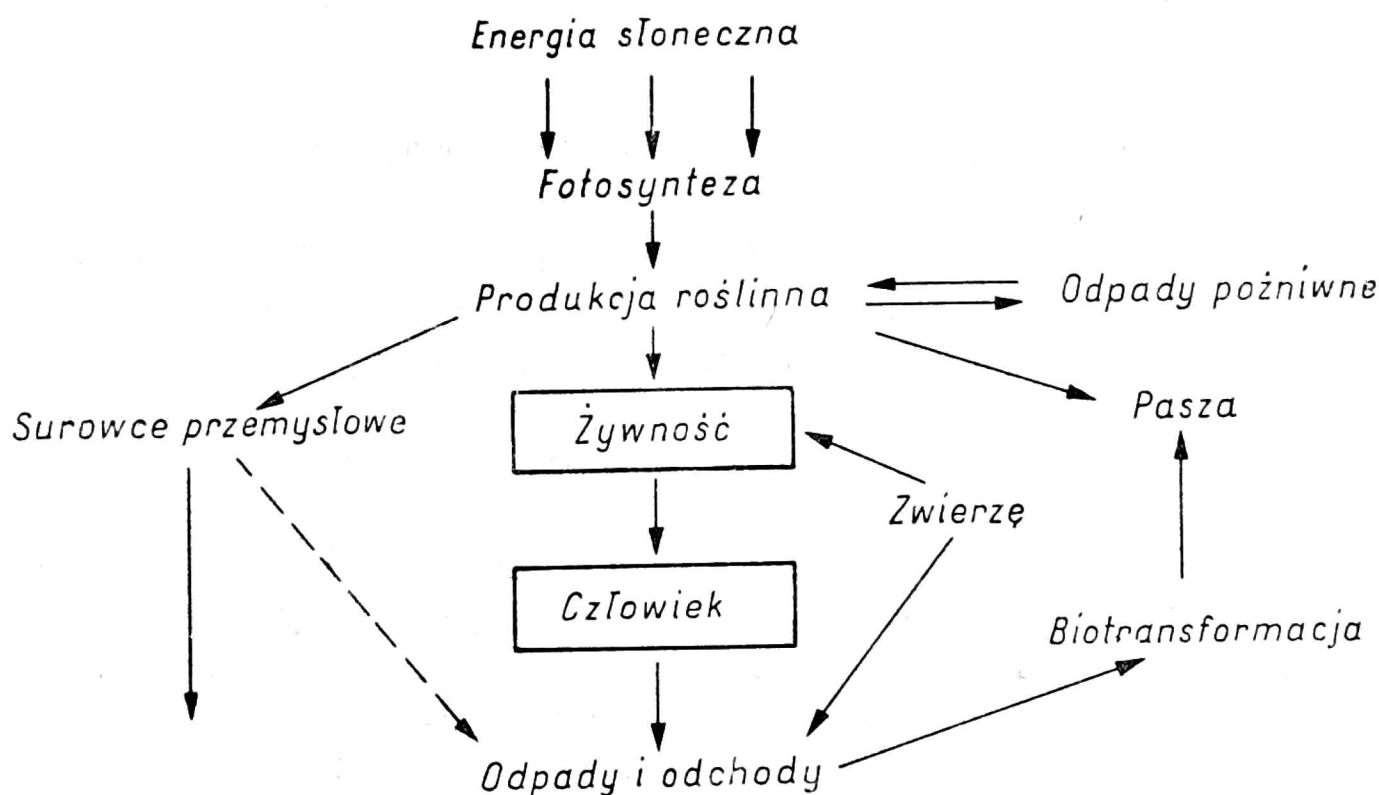 Energia słoneczna
Fotosynteza
Produkcja roślinna
Odpady pożniwne
Surowce przemysłowe
Żywność
Pasza
Zwierzę
Człowiek
Biotransformacja
Odpady i odchody